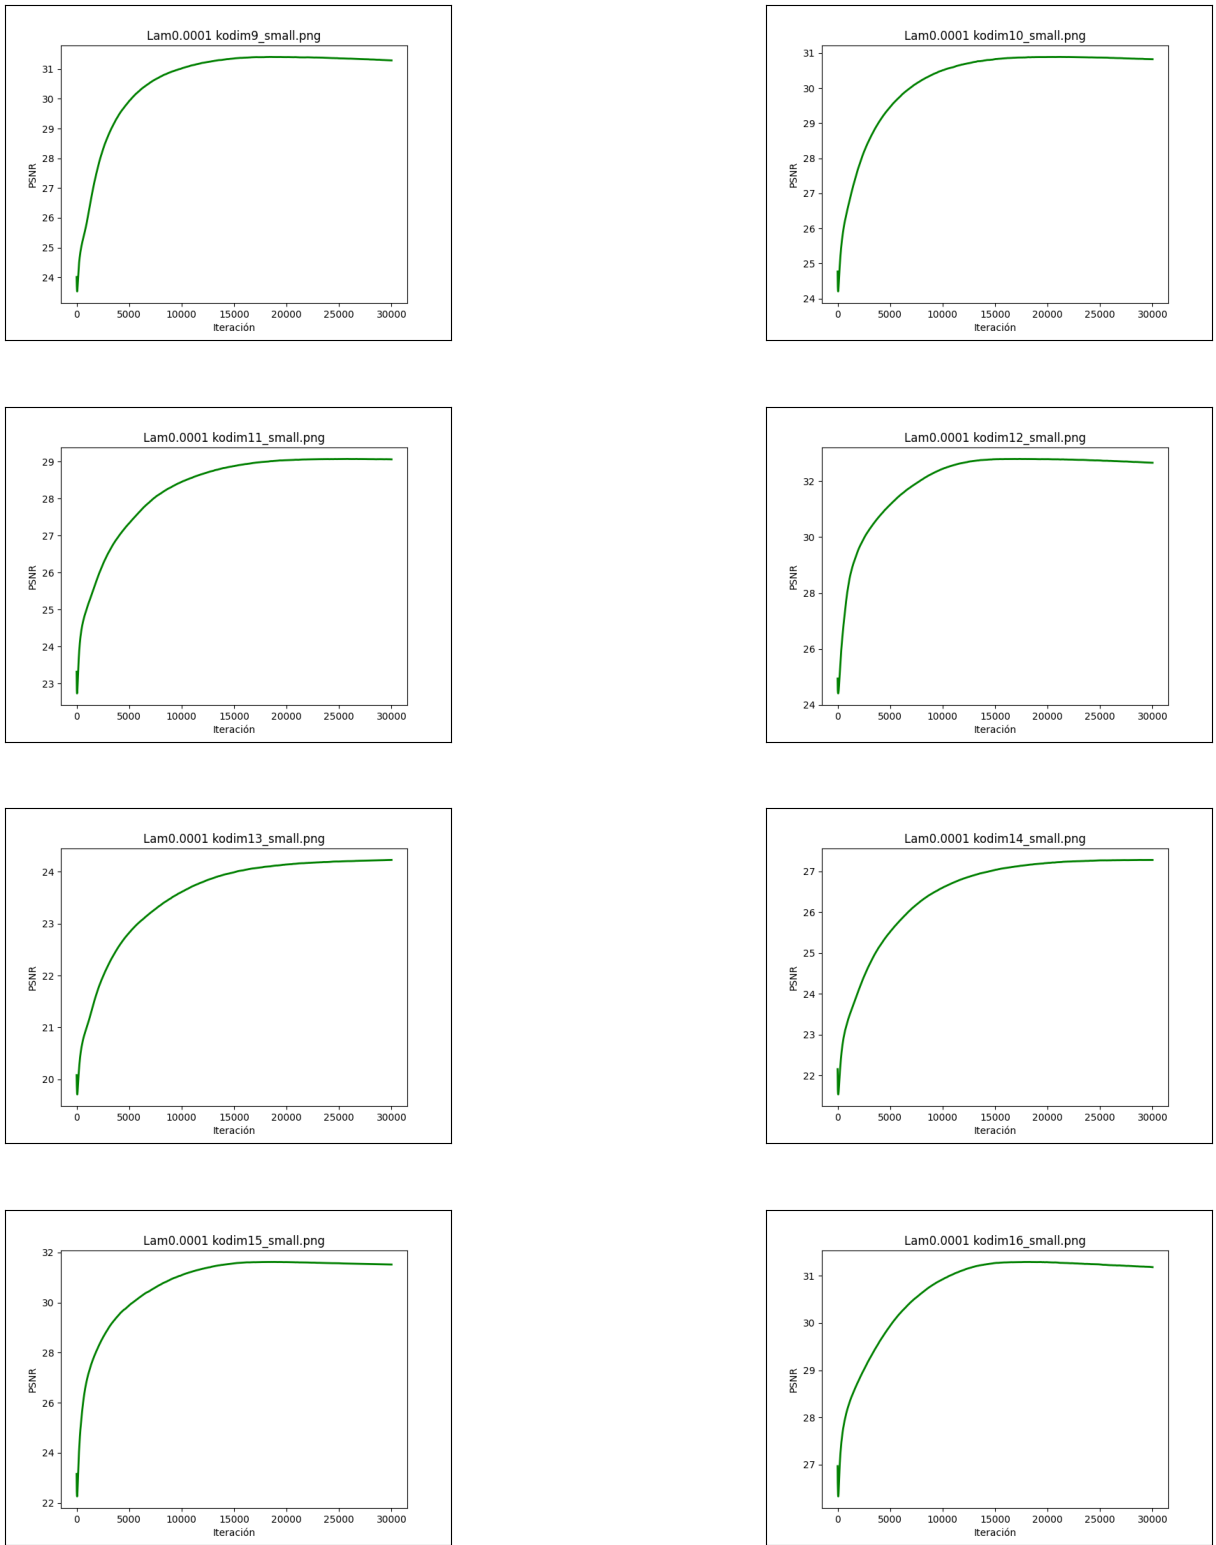 Lam0.0001 kodim9_small.png
31
30
29
28
27
26
25
24
PSNR
0 5000 10000 15000 20000 25000 30000
Iteración
Lam0.0001 kodim10_small.png
31
30
29
28
27
26
25
24
PSNR
0 5000 10000 15000 20000 25000 30000
Iteración
Lam0.0001 kodim11_small.png
29
28
27
26
25
24
23
PSNR
0 5000 10000 15000 20000 25000 30000
Iteración
Lam0.0001 kodim12_small.png
32
30
28
26
24
PSNR
0 5000 10000 15000 20000 25000 30000
Iteración
Lam0.0001 kodim13_small.png
24
23
22
21
20
PSNR
0 5000 10000 15000 20000 25000 30000
Iteración
Lam0.0001 kodim14_small.png
27
26
25
24
23
22
PSNR
0 5000 10000 15000 20000 25000 30000
Iteración
Lam0.0001 kodim15_small.png
32
30
28
26
24
22
PSNR
0 5000 10000 15000 20000 25000 30000
Iteración
Lam0.0001 kodim16_small.png
31
30
29
28
27
PSNR
0 5000 10000 15000 20000 25000 30000
Iteración